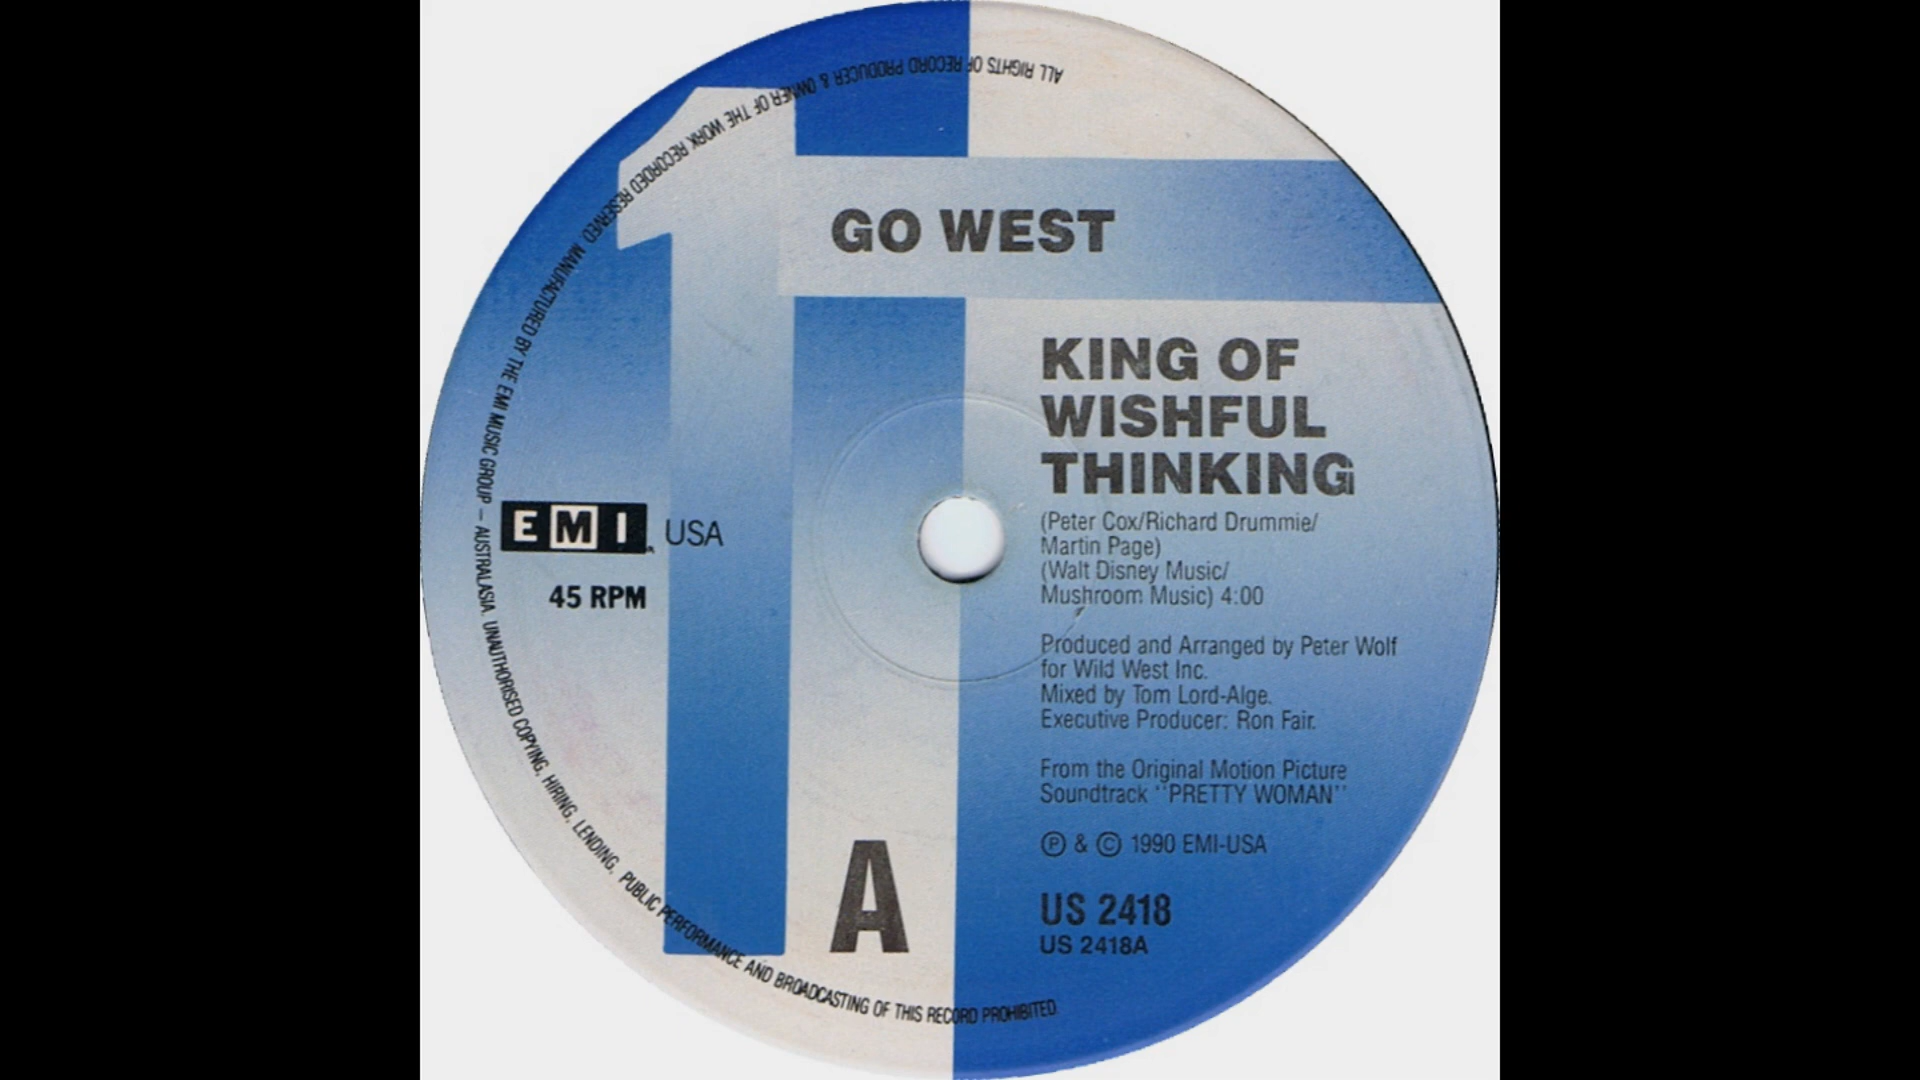 ALL RIGHTS OF RECORD PRODUCER & OWNER OF THE WORK RECORDED RESERVED. MANUFACTURED BY THE EMI MUSIC GROUP – AUSTRALASIA. UNAUTHORISED COPYING, HIRING, LENDING, PUBLIC PERFORMANCE AND BROADCASTING OF THIS RECORD PROHIBITED
1
GO WEST
KING OF
WISHFUL
THINKING
(Peter Cox/Richard Drummie/
Martin Page)
(Walt Disney Music/
Mushroom Music) 4:00
EMI USA
45 RPM
Produced and Arranged by Peter Wolf
for Wild West Inc.
Mixed by Tom Lord-Alge.
Executive Producer: Ron Fair.
From the Original Motion Picture
Soundtrack "PRETTY WOMAN"
Ⓟ & © 1990 EMI-USA
A
US 2418
US 2418A